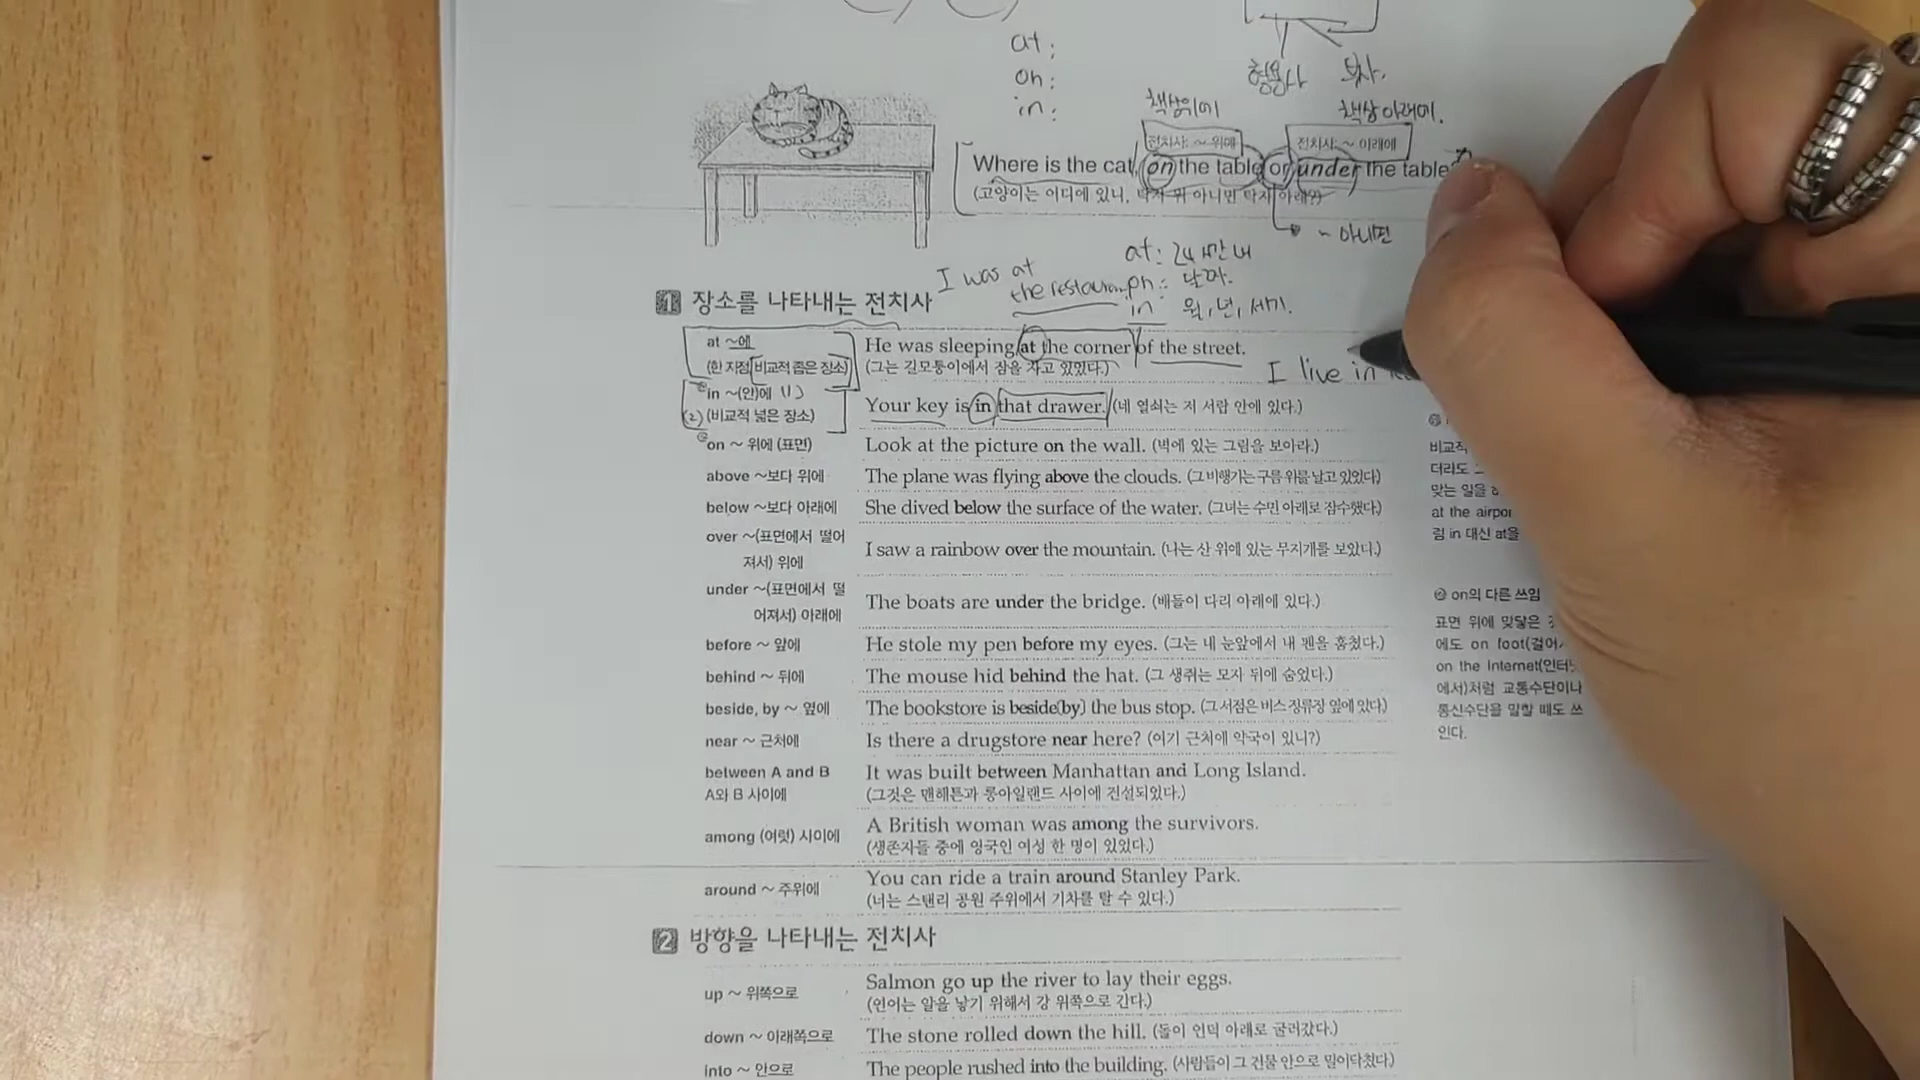 at:
on:
in:
형용사 부사.
책상위에 책상 아래에.
전치사: ~ 위에 전치사: ~ 아래에
Where is the cat, on the table or under the table
(고양이는 어디에 있니, 탁자 위 아니면 탁자 아래?)
~ 아니면
I was at the restaurant
at: 24시간 내
on: 날짜.
in 월, 년, 세기.
1 장소를 나타내는 전치사
at ~에
(한 지점, 비교적 좁은 장소)
He was sleeping at the corner of the street.
(그는 길모퉁이에서 잠을 자고 있었다.)
I live in
in ~(안)에 (1)
(2) (비교적 넓은 장소)
Your key is in that drawer. (네 열쇠는 저 서랍 안에 있다.)
on ~ 위에 (표면) Look at the picture on the wall. (벽에 있는 그림을 보아라.)
above ~보다 위에 The plane was flying above the clouds. (그 비행기는 구름 위를 날고 있었다)
below ~보다 아래에 She dived below the surface of the water. (그녀는 수면 아래로 잠수했다.)
over ~(표면에서 떨어
져서) 위에
I saw a rainbow over the mountain. (나는 산 위에 있는 무지개를 보았다.)
under ~(표면에서 떨
어져서) 아래에
The boats are under the bridge. (배들이 다리 아래에 있다.)
before ~ 앞에 He stole my pen before my eyes. (그는 내 눈앞에서 내 펜을 훔쳤다.)
behind ~ 뒤에 The mouse hid behind the hat. (그 생쥐는 모자 뒤에 숨었다.)
beside, by ~ 옆에 The bookstore is beside(by) the bus stop. (그 서점은 버스 정류장 옆에 있다)
near ~ 근처에 Is there a drugstore near here? (여기 근처에 약국이 있니?)
between A and B
A와 B 사이에
It was built between Manhattan and Long Island.
(그것은 맨해튼과 롱아일랜드 사이에 건설되었다.)
among (여럿) 사이에
A British woman was among the survivors.
(생존자들 중에 영국인 여성 한 명이 있었다.)
around ~ 주위에
You can ride a train around Stanley Park.
(너는 스탠리 공원 주위에서 기차를 탈 수 있다.)
비교적
더라도
맞는 일을
at the airpor
림 in 대신 at을
on의 다른 쓰임
표면 위에 맞닿은
에도 on foot(걸어
on the Internet(인터
에서)처럼 교통수단이나
통신수단을 말할 때도 쓰
인다.
2 방향을 나타내는 전치사
up ~ 위쪽으로
Salmon go up the river to lay their eggs.
(연어는 알을 낳기 위해서 강 위쪽으로 간다.)
down ~ 아래쪽으로 The stone rolled down the hill. (돌이 언덕 아래로 굴러갔다.)
into ~ 안으로 The people rushed into the building. (사람들이 그 건물 안으로 밀어닥쳤다)